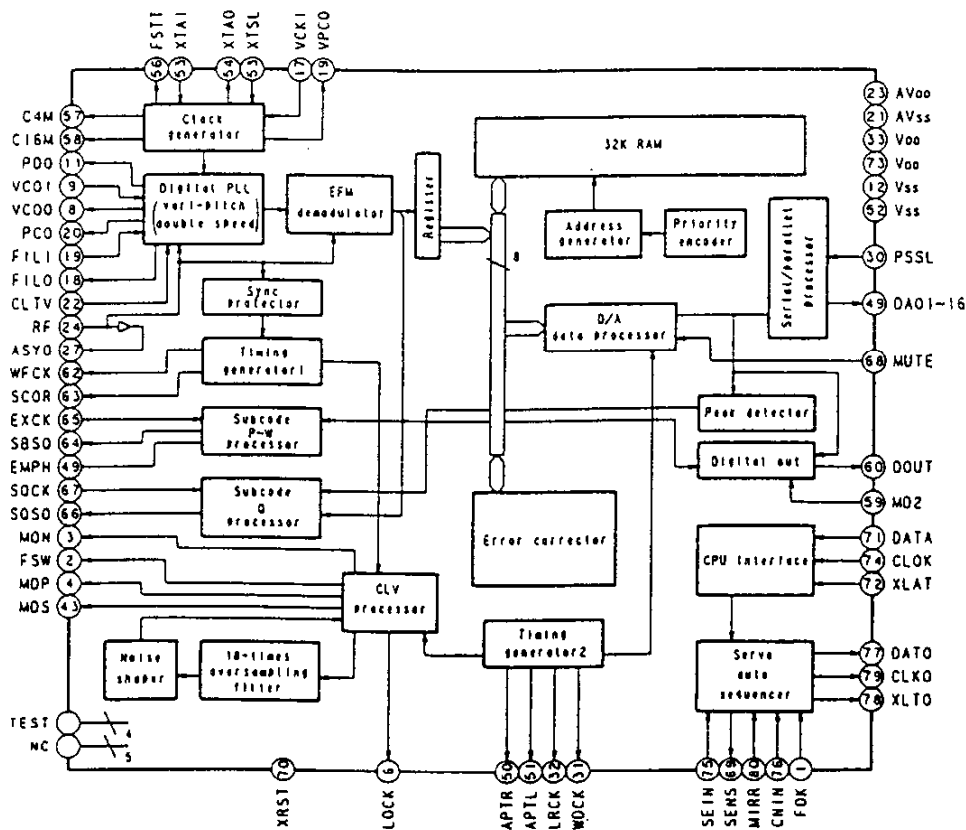 FSTT
XTAI
XTAO
XTSL
VCKI
VPCO
56
53
54
53
17
19
C4M 57
C16M 58
PDO 11
VCO1 9
VCOO 8
PCO 20
FIL1 19
FILO 18
CLTV 22
RF 24
ASYO 27
WFCK 62
SCOR 63
EXCK 65
SBSO 64
EMPH 49
SQCK 67
SQSO 66
MON 3
FSW 2
MDP 4
MDS 43
TEST
4
NC
5
Clock
generator
Digital PLL
(vari-pitch
double speed)
EFM
demodulator
Register
Sync
protector
Timing
generator1
Subcode
P-W
processor
Subcode
Q
processor
CLV
processor
Noise
shaper
18-times
oversampling
filter
32K RAM
8
Address
generator
Priority
encoder
Serial/parallel
processor
D/A
data processor
Peak detector
Digital out
Error corrector
CPU Interface
Timing
generator2
Servo
auto
sequencer
23 AVDD
21 AVSS
33 VDD
73 VDD
12 VSS
52 VSS
30 PSSL
49 DA01~16
68 MUTE
60 DOUT
59 MD2
71 DATA
74 CLOK
72 XLAT
77 DATO
79 CLKO
78 XLTO
70
6
50
51
32
31
75
69
80
76
1
XRST
LOCK
APTR
APTL
LRCK
WDCK
SEIN
SENS
MIRR
CNIN
FOK